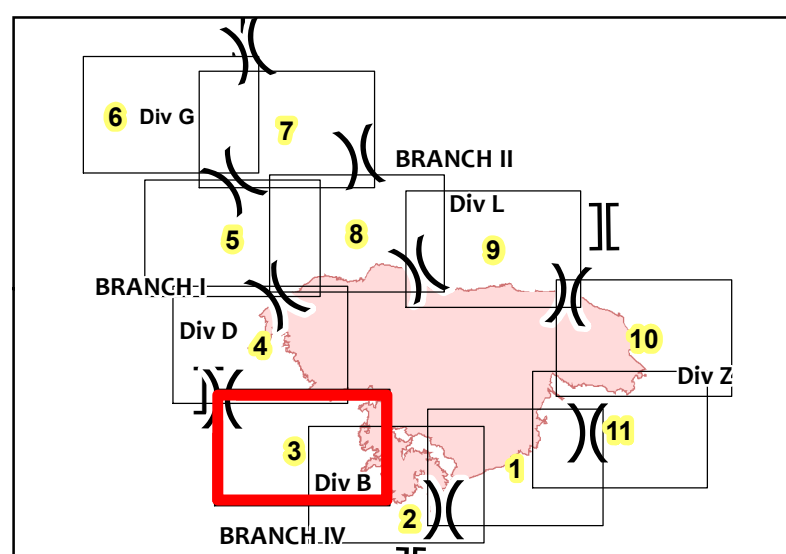 6
Div G
7
BRANCH II
Div L
5
8
9
BRANCH I
Div D
4
10
Div Z
3
11
1
Div B
2
BRANCH IV